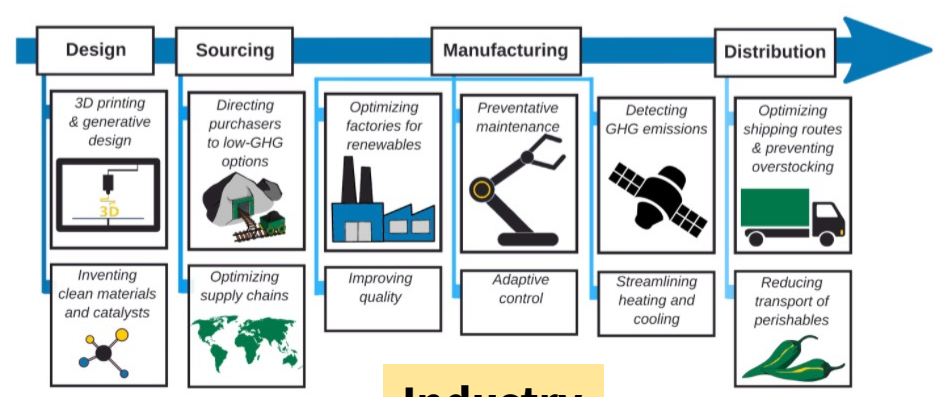 Design
Sourcing
Manufacturing
Distribution
3D printing
& generative
design
3D
Inventing
clean materials
and catalysts
Directing
purchasers
to low-GHG
options
Optimizing
supply chains
Optimizing
factories for
renewables
Improving
quality
Preventative
maintenance
Adaptive
control
Detecting
GHG emissions
Streamlining
heating and
cooling
Optimizing
shipping routes
& preventing
overstocking
Reducing
transport of
perishables
Industry